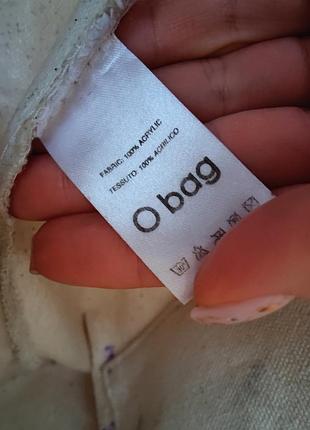 FABRIC: 100% ACRYLIC
TESSUTO: 100% ACRILICO
O bag